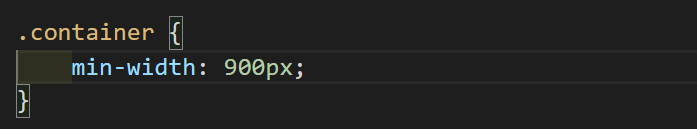 .container {
    min-width: 900px;
}